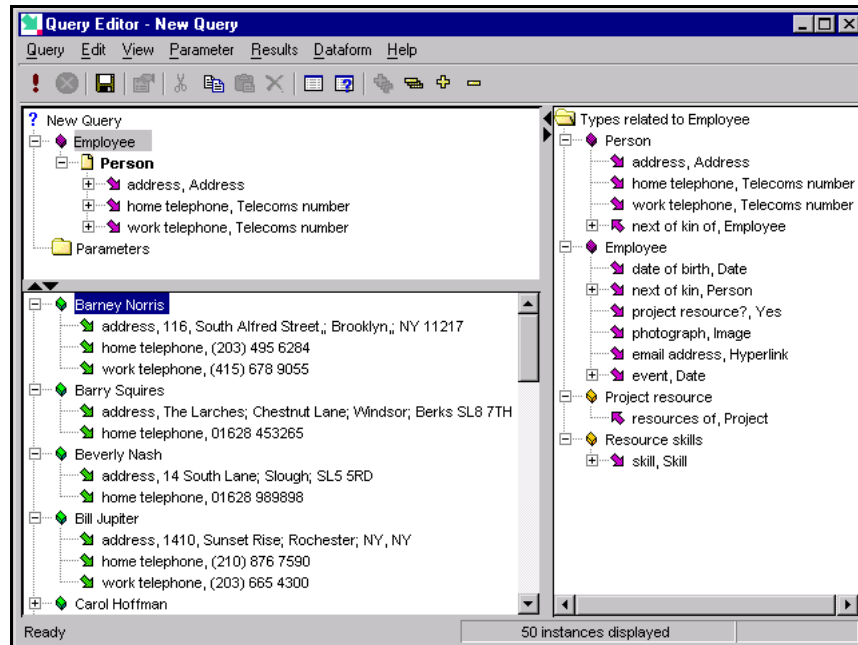 Query Editor - New Query
Query Edit View Parameter Results Dataform Help
? New Query
Employee
Person
address, Address
home telephone, Telecoms number
work telephone, Telecoms number
Parameters
Barney Norris
address, 116, South Alfred Street,; Brooklyn,; NY 11217
home telephone, (203) 495 6284
work telephone, (415) 678 9055
Barry Squires
address, The Larches; Chestnut Lane; Windsor; Berks SL8 7TH
home telephone, 01628 453265
Beverly Nash
address, 14 South Lane; Slough; SL5 5RD
home telephone, 01628 989898
Bill Jupiter
address, 1410, Sunset Rise; Rochester; NY, NY
home telephone, (210) 876 7590
work telephone, (203) 665 4300
Carol Hoffman
Types related to Employee
Person
address, Address
home telephone, Telecoms number
work telephone, Telecoms number
next of kin of, Employee
Employee
date of birth, Date
next of kin, Person
project resource?, Yes
photograph, Image
email address, Hyperlink
event, Date
Project resource
resources of, Project
Resource skills
skill, Skill
Ready
50 instances displayed